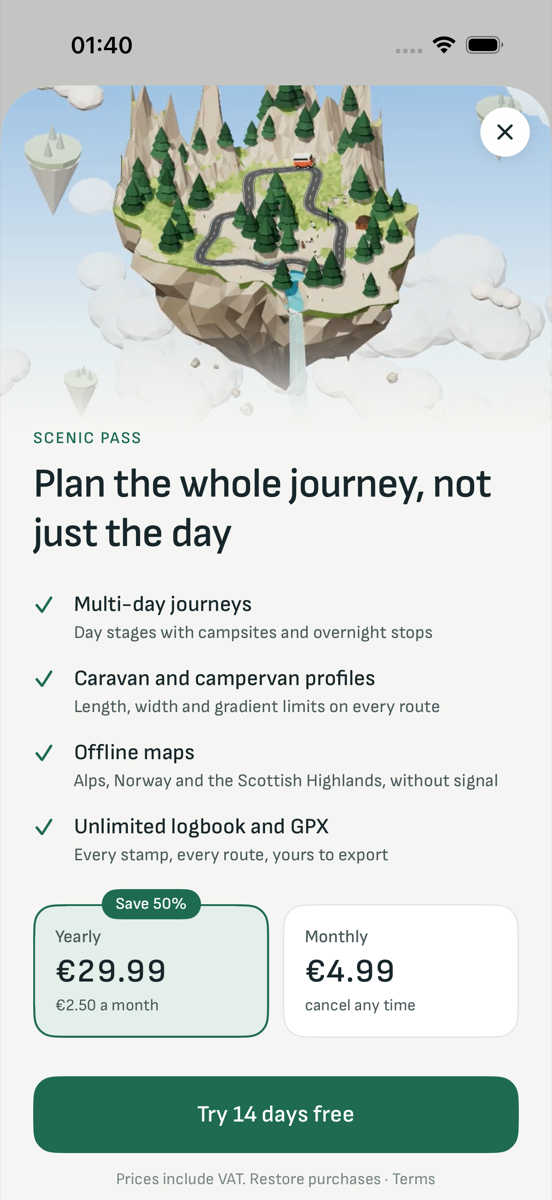 01:40
SCENIC PASS
Plan the whole journey, not
just the day
Multi-day journeys
Day stages with campsites and overnight stops
Caravan and campervan profiles
Length, width and gradient limits on every route
Offline maps
Alps, Norway and the Scottish Highlands, without signal
Unlimited logbook and GPX
Every stamp, every route, yours to export
Save 50%
Yearly
€29.99
€2.50 a month
Monthly
€4.99
cancel any time
Try 14 days free
Prices include VAT. Restore purchases · Terms